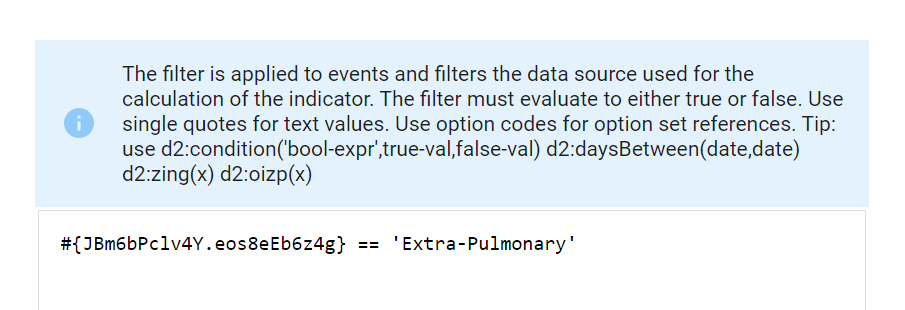 The filter is applied to events and filters the data source used for the
calculation of the indicator. The filter must evaluate to either true or false. Use
single quotes for text values. Use option codes for option set references. Tip:
use d2:condition('bool-expr',true-val,false-val) d2:daysBetween(date,date)
d2:zing(x) d2:oizp(x)
#{JBm6bPclv4Y.eos8eEb6z4g} == 'Extra-Pulmonary'